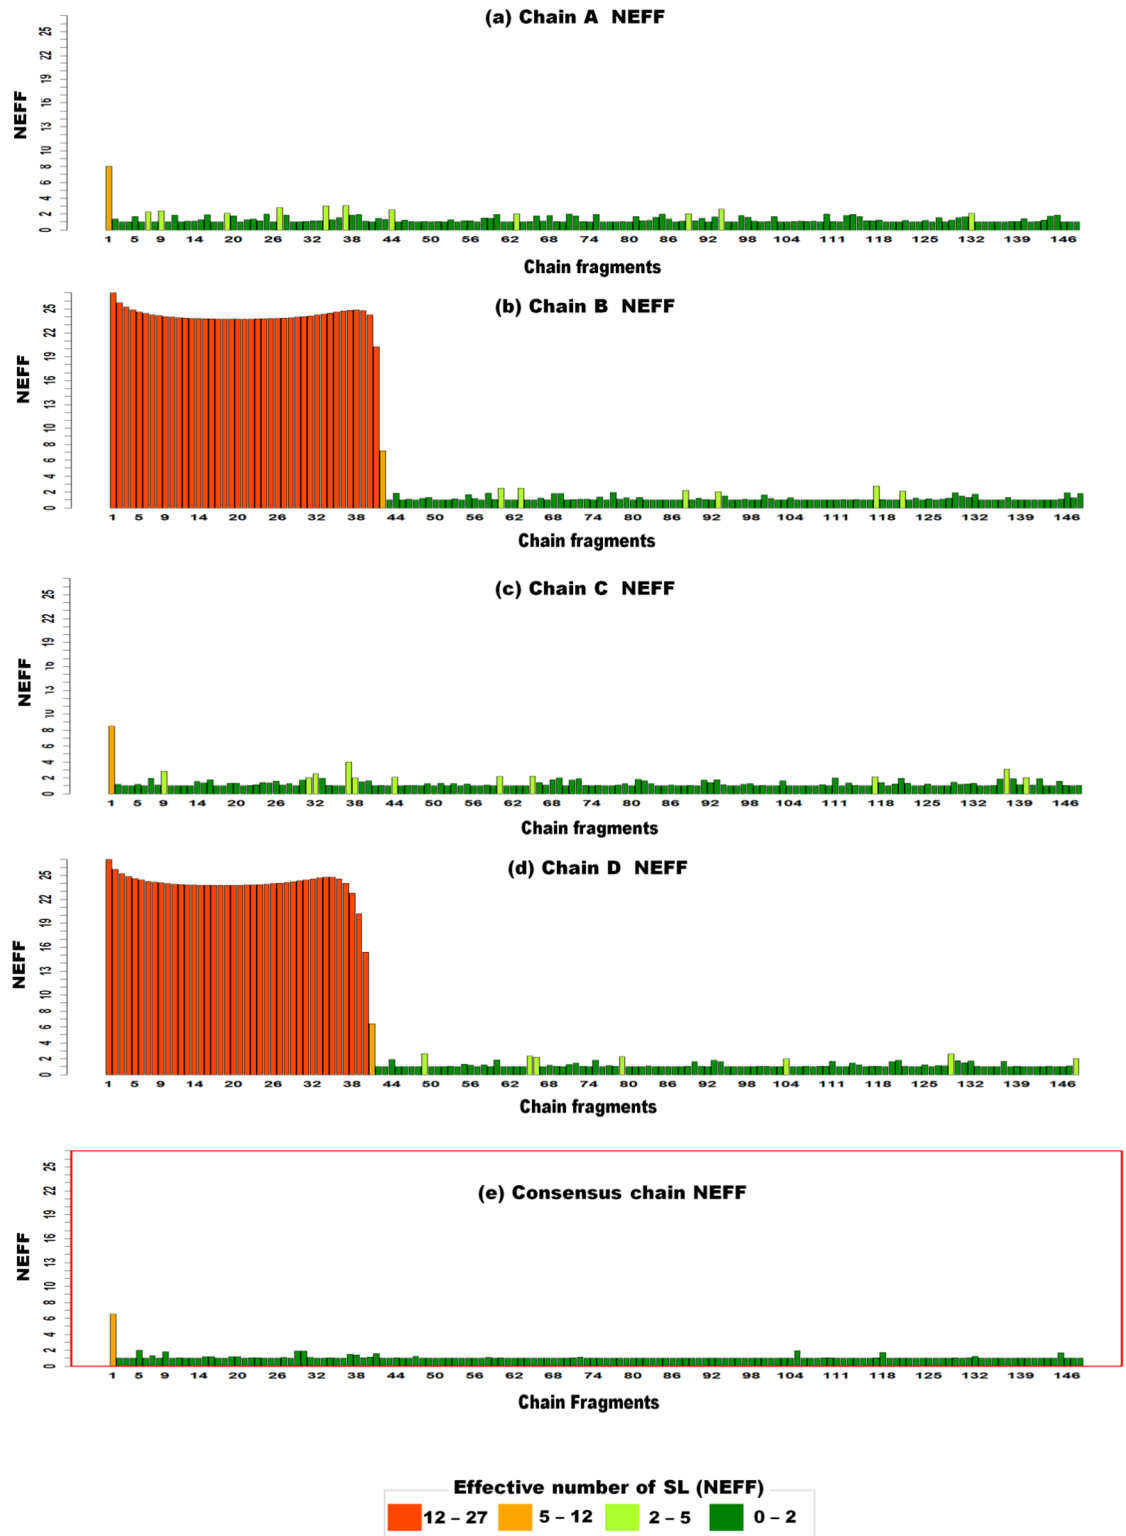 (a) Chain A NEFF
NEFF
0 2 4 6 8 10 13 16 19 22 25
1 5 9 14 20 26 32 38 44 50 56 62 68 74 80 86 92 98 104 111 118 125 132 139 146
Chain fragments
(b) Chain B NEFF
NEFF
0 2 4 6 8 10 13 16 19 22 25
1 5 9 14 20 26 32 38 44 50 56 62 68 74 80 86 92 98 104 111 118 125 132 139 146
Chain fragments
(c) Chain C NEFF
NEFF
0 2 4 6 8 10 13 16 19 22 25
1 5 9 14 20 26 32 38 44 50 56 62 68 74 80 86 92 98 104 111 118 125 132 139 146
Chain fragments
(d) Chain D NEFF
NEFF
0 2 4 6 8 10 13 16 19 22 25
1 5 9 14 20 26 32 38 44 50 56 62 68 74 80 86 92 98 104 111 118 125 132 139 146
Chain fragments
(e) Consensus chain NEFF
NEFF
0 2 4 6 8 10 13 16 19 22 25
1 5 9 14 20 26 32 38 44 50 56 62 68 74 80 86 92 98 104 111 118 125 132 139 146
Chain Fragments
Effective number of SL (NEFF)
12 – 27 5 – 12 2 – 5 0 – 2